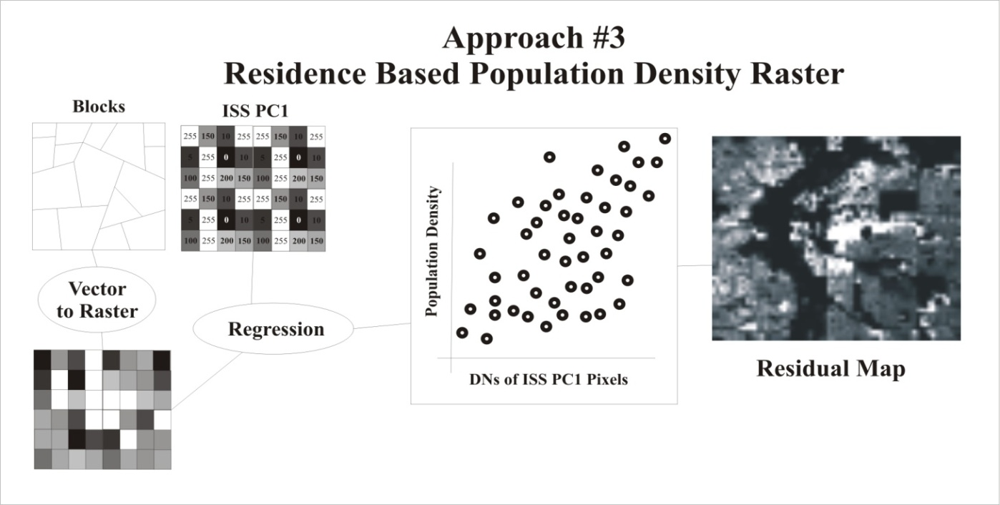 Approach #3
Residence Based Population Density Raster
Blocks
ISS PC1
255 150 10 255 255 150 10 255
5 255 0 10 5 255 0 10
100 255 200 150 100 255 200 150
255 150 10 255 255 150 10 255
5 255 0 10 5 255 0 10
100 255 200 150 100 255 200 150
Vector
to Raster
Regression
Population Density
DNs of ISS PC1 Pixels
Residual Map